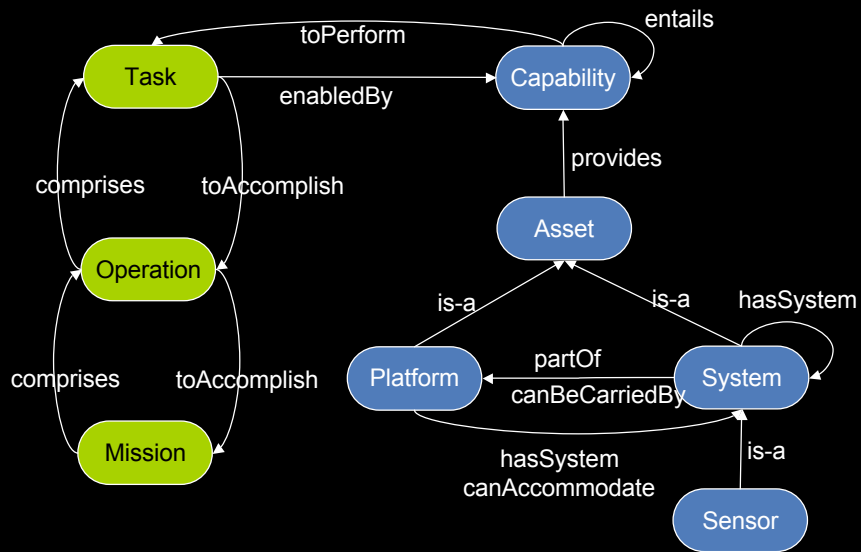 entails
toPerform
Task
Capability
enabledBy
provides
comprises
toAccomplish
Asset
Operation
is-a
is-a
hasSystem
partOf
Platform
System
canBeCarriedBy
comprises
toAccomplish
Mission
hasSystem
canAccommodate
is-a
Sensor